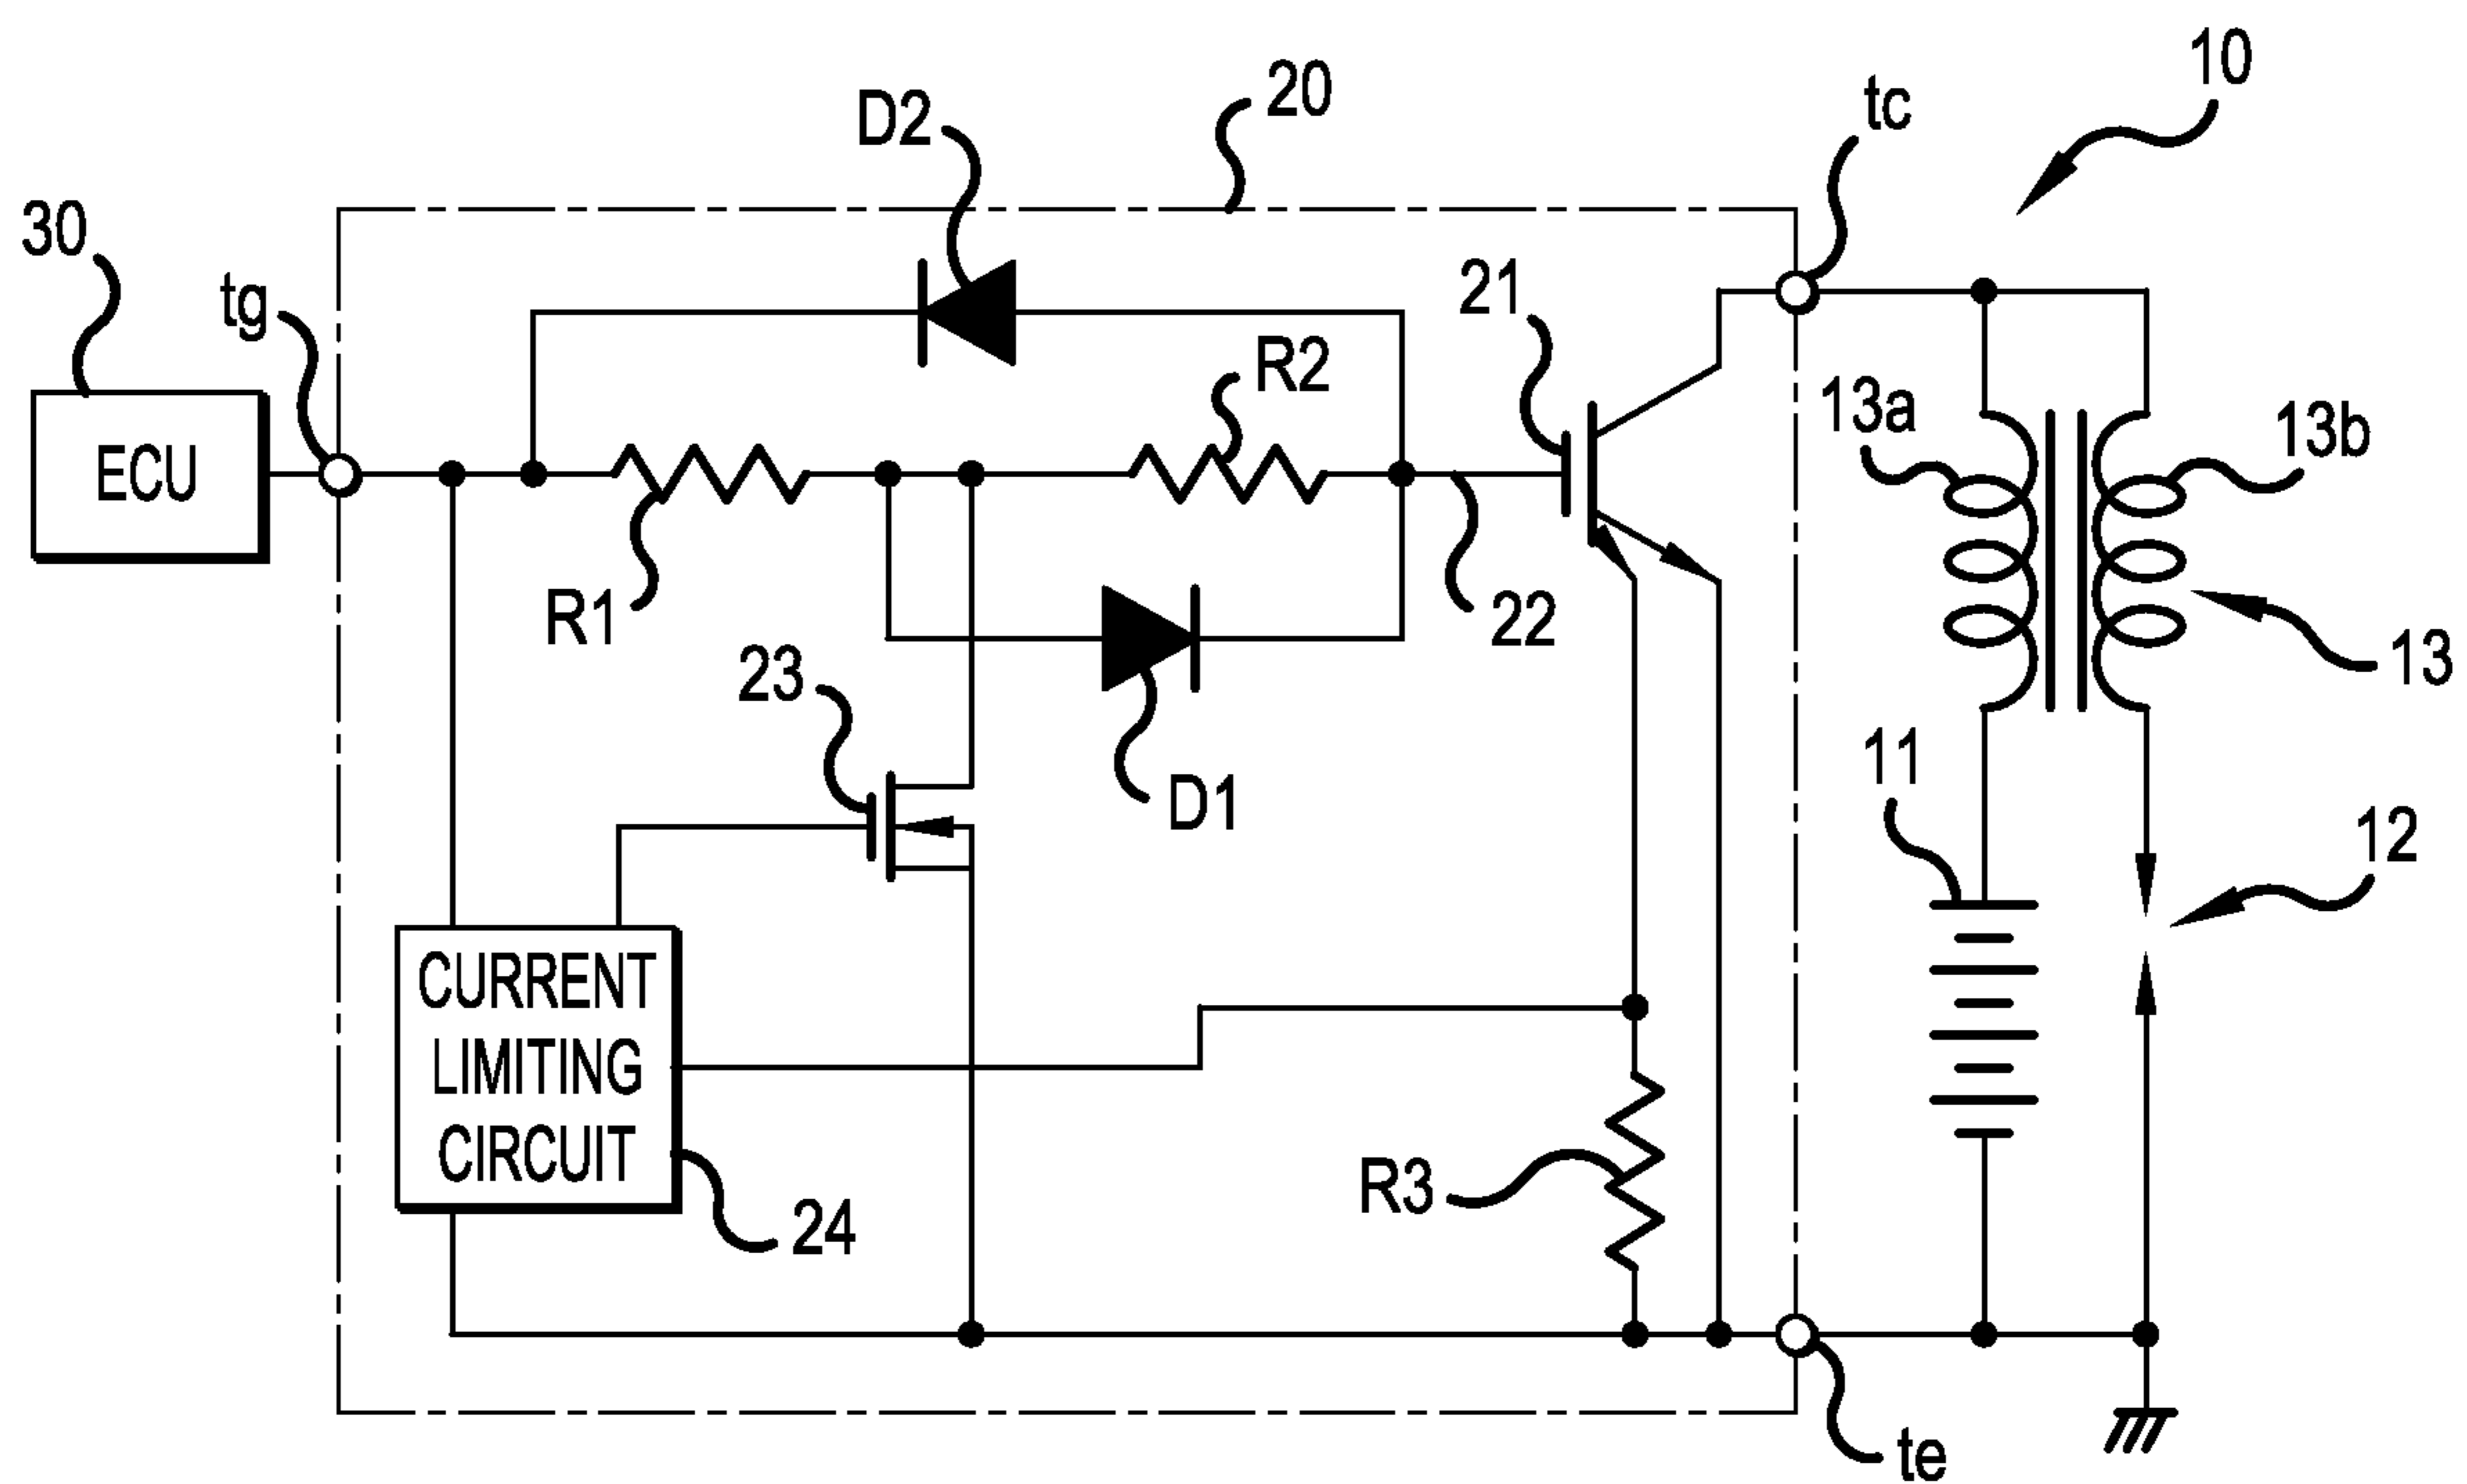 10
20
tc
D2
30
tg
21
R2
13a
13b
ECU
R1
22
13
23
11
D1
12
CURRENT
LIMITING
CIRCUIT
R3
24
te